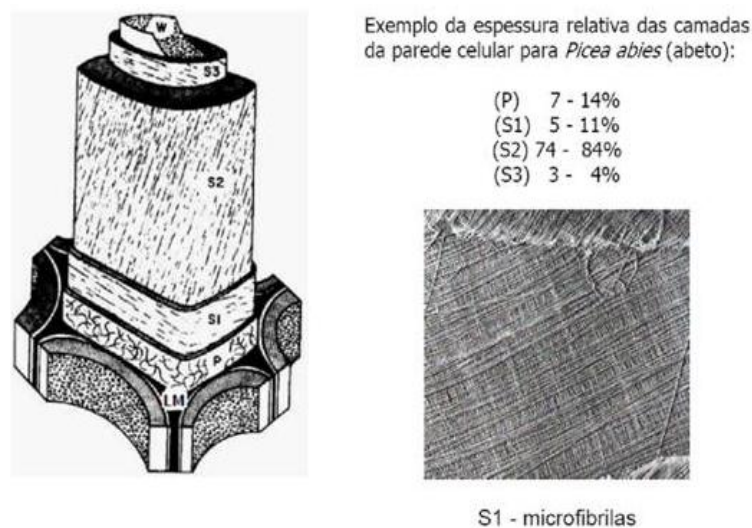 W
S3
S2
S1
P
LM
Exemplo da espessura relativa das camadas
da parede celular para Picea abies (abeto):
(P) 7 - 14%
(S1) 5 - 11%
(S2) 74 - 84%
(S3) 3 - 4%
S1 - microfibrilas